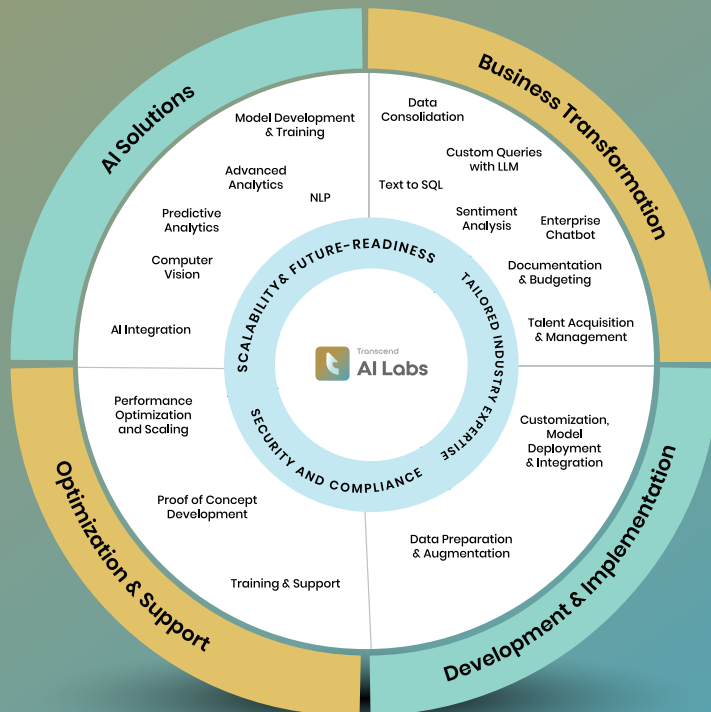 AI Solutions
Model Development
& Training
Advanced
Analytics
NLP
Predictive
Analytics
Computer
Vision
AI Integration
Business Transformation
Data
Consolidation
Custom Queries
with LLM
Text to SQL
Sentiment
Analysis
Enterprise
Chatbot
Documentation
& Budgeting
Talent Acquisition
& Management
SCALABILITY& FUTURE-READINESS
TAILORED INDUSTRY EXPERTISE
SECURITY AND COMPLIANCE
Transcend
AI Labs
Optimization & Support
Performance
Optimization
and Scaling
Proof of Concept
Development
Training & Support
Development & Implementation
Customization,
Model
Deployment
& Integration
Data Preparation
& Augmentation